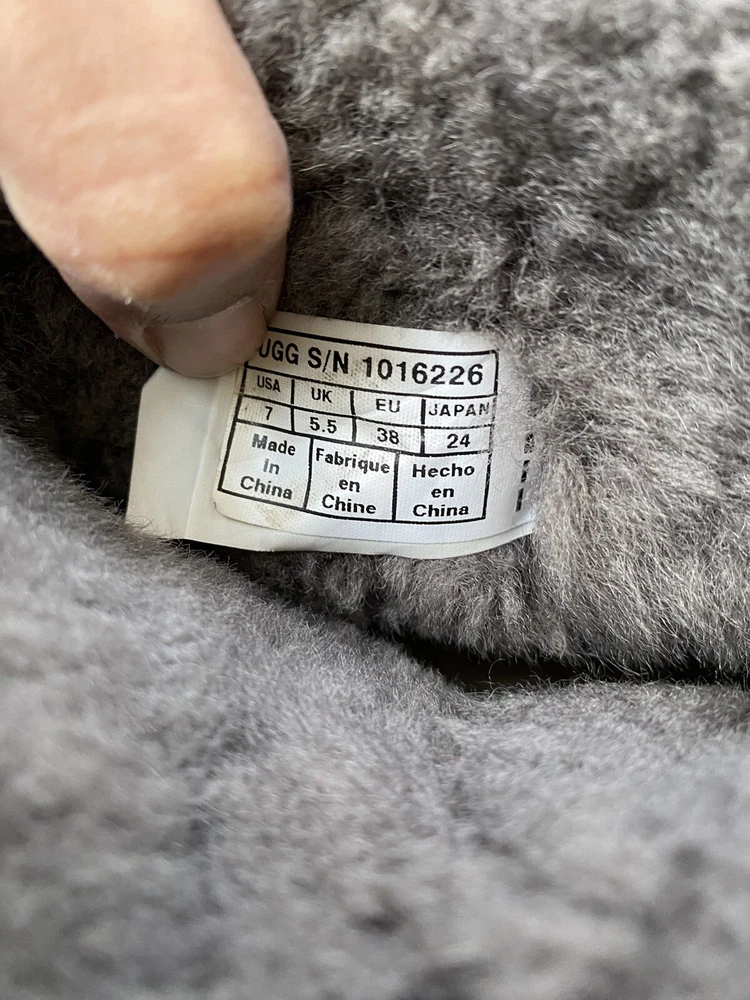 UGG S/N 1016226
USA UK EU JAPAN
7 5.5 38 24
Made in China
Fabrique en Chine
Hecho en China